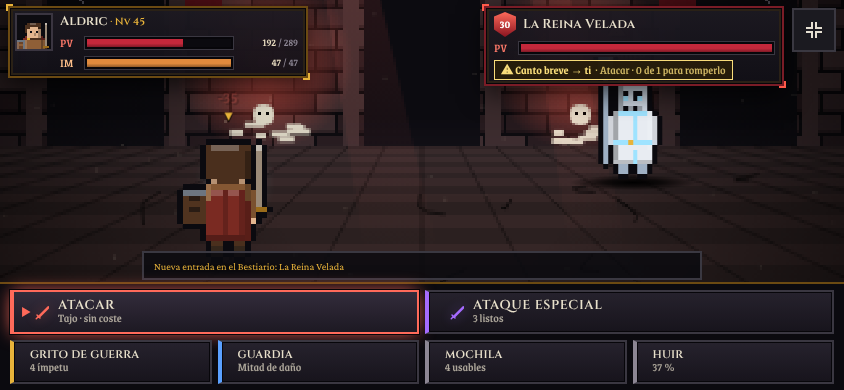 ALDRIC · NV 45
PV 192 / 289
IM 47 / 47
30 LA REINA VELADA
PV
Canto breve → ti · Atacar · 0 de 1 para romperlo
-35
Nueva entrada en el Bestiario: La Reina Velada
ATACAR
Tajo · sin coste
ATAQUE ESPECIAL
3 listos
GRITO DE GUERRA
4 ímpetu
GUARDIA
Mitad de daño
MOCHILA
4 usables
HUIR
37 %